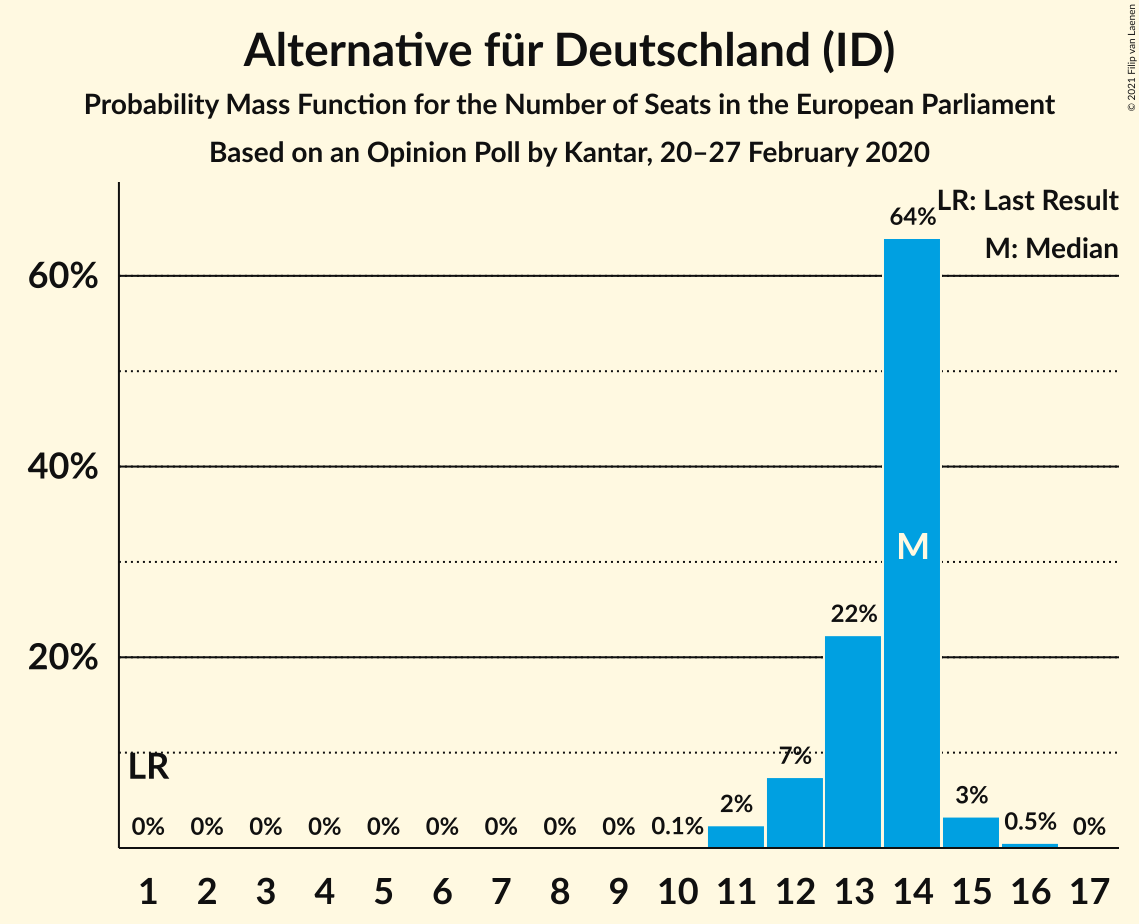 Alternative für Deutschland (ID)
Probability Mass Function for the Number of Seats in the European Parliament
Based on an Opinion Poll by Kantar, 20–27 February 2020
© 2021 Filip van Laenen
LR: Last Result
M: Median
64%
60%
40%
M
22%
20%
LR
7%
0% 0% 0% 0% 0% 0% 0% 0% 0% 0.1% 2% 3% 0.5% 0%
1 2 3 4 5 6 7 8 9 10 11 12 13 14 15 16 17